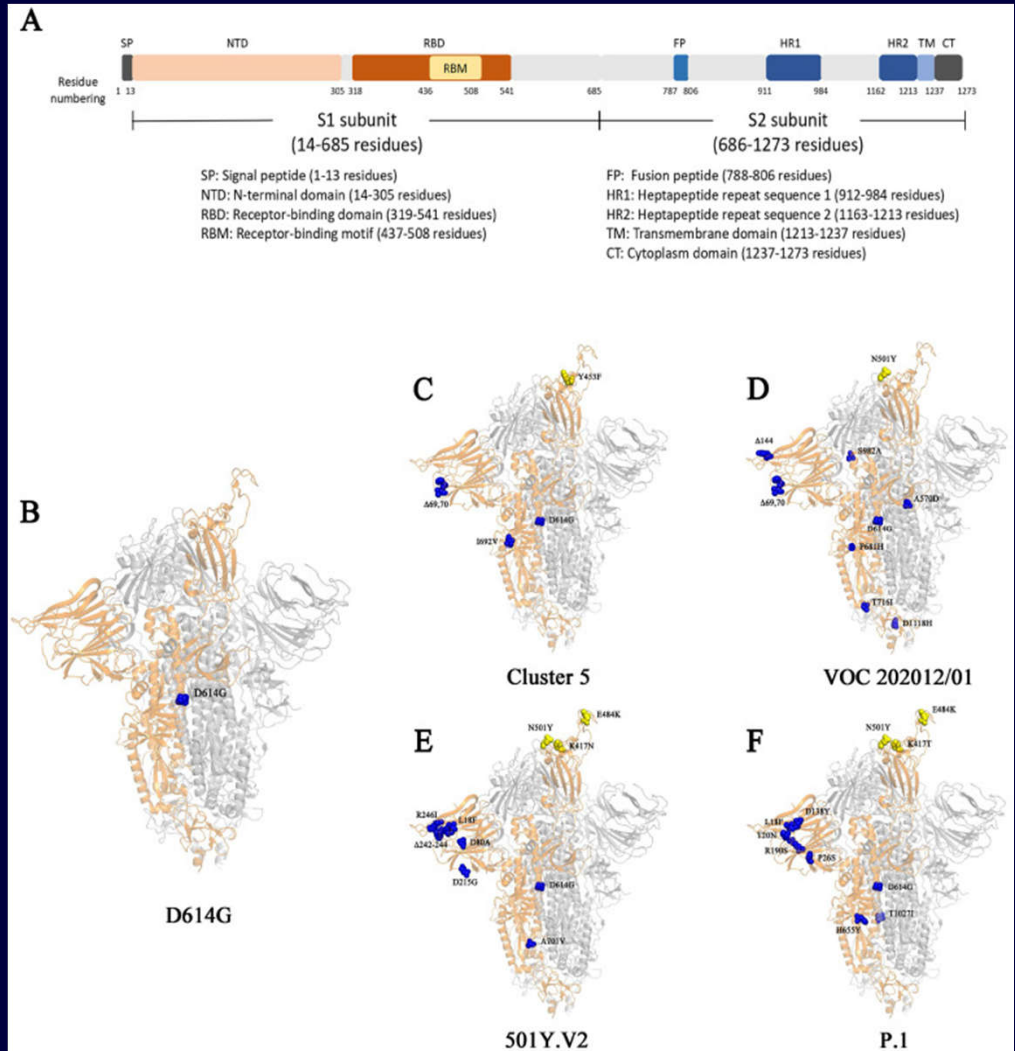 A
SP NTD RBD FP HR1 HR2 TM CT
RBM
Residue numbering
1 13 305 318 436 508 541 685 787 806 911 984 1162 1213 1237 1273
S1 subunit
(14-685 residues)
S2 subunit
(686-1273 residues)
SP: Signal peptide (1-13 residues)
NTD: N-terminal domain (14-305 residues)
RBD: Receptor-binding domain (319-541 residues)
RBM: Receptor-binding motif (437-508 residues)
FP: Fusion peptide (788-806 residues)
HR1: Heptapeptide repeat sequence 1 (912-984 residues)
HR2: Heptapeptide repeat sequence 2 (1163-1213 residues)
TM: Transmembrane domain (1213-1237 residues)
CT: Cytoplasm domain (1237-1273 residues)
B
D614G
D614G
C
Y453F
Δ69,70
D614G
I692V
Cluster 5
D
N501Y
Δ144
S982A
Δ69,70
A570D
D614G
P681H
T716I
D1118H
VOC 202012/01
E
E484K
N501Y
K417N
R246I
L18F
Δ242-244
D80A
D215G
D614G
A701V
501Y.V2
F
E484K
N501Y
K417T
D138Y
L18F
T20N
R190S
P26S
D614G
T1027I
H655Y
P.1